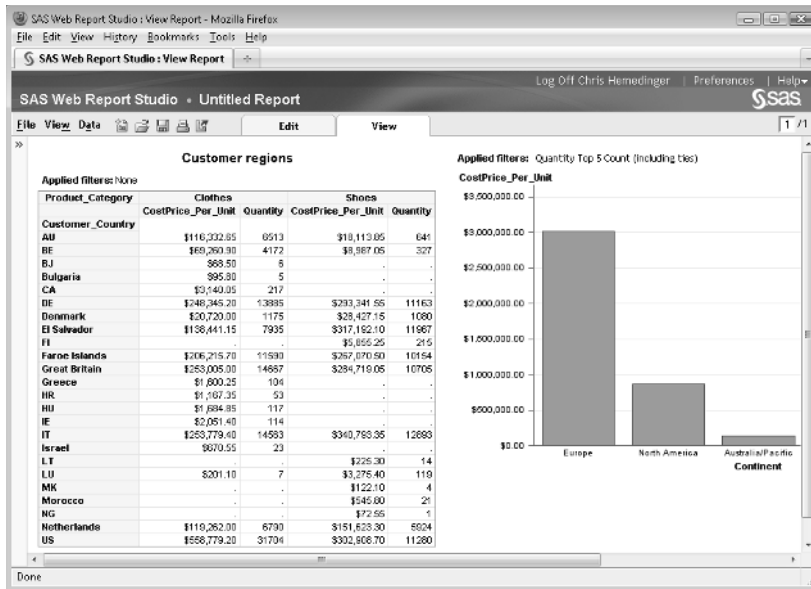 SAS Web Report Studio : View Report - Mozilla Firefox
File Edit View History Bookmarks Tools Help
SAS Web Report Studio : View Report
Log Off Chris Hemedinger | Preferences | Help
SAS Web Report Studio • Untitled Report
sas
File View Data Edit View 1 /1
Customer regions
Applied filters: None
Product_Category Clothes Shoes
CostPrice_Per_Unit Quantity CostPrice_Per_Unit Quantity
Customer_Country
AU $116,332.65 6513 $18,113.85 641
BE $69,260.90 4172 $8,987.05 327
BJ $68.50 6 . .
Bulgaria $95.80 5 . .
CA $3,140.05 217 . .
DE $248,345.20 13885 $293,341.55 11163
Denmark $20,720.00 1175 $28,427.15 1080
El Salvador $138,441.15 7935 $317,192.10 11967
FI . . $5,855.25 215
Faroe Islands $206,215.70 11590 $267,070.50 10154
Great Britain $253,005.00 14667 $284,719.05 10705
Greece $1,600.25 104 . .
HR $1,167.35 53 . .
HU $1,684.85 117 . .
IE $2,051.40 114 . .
IT $253,779.40 14583 $340,793.35 12893
Israel $670.55 23 . .
LT . . $225.30 14
LU $201.10 7 $3,275.40 119
MK . . $122.10 4
Morocco . . $545.80 21
NG . . $72.55 1
Netherlands $119,262.00 6790 $151,623.30 5924
US $558,779.20 31704 $302,908.70 11280
Applied filters: Quantity Top 5 Count (including ties)
CostPrice_Per_Unit
$3,500,000.00
$3,000,000.00
$2,500,000.00
$2,000,000.00
$1,500,000.00
$1,000,000.00
$500,000.00
$0.00
Europe North America Australia/Pacific
Continent
Done